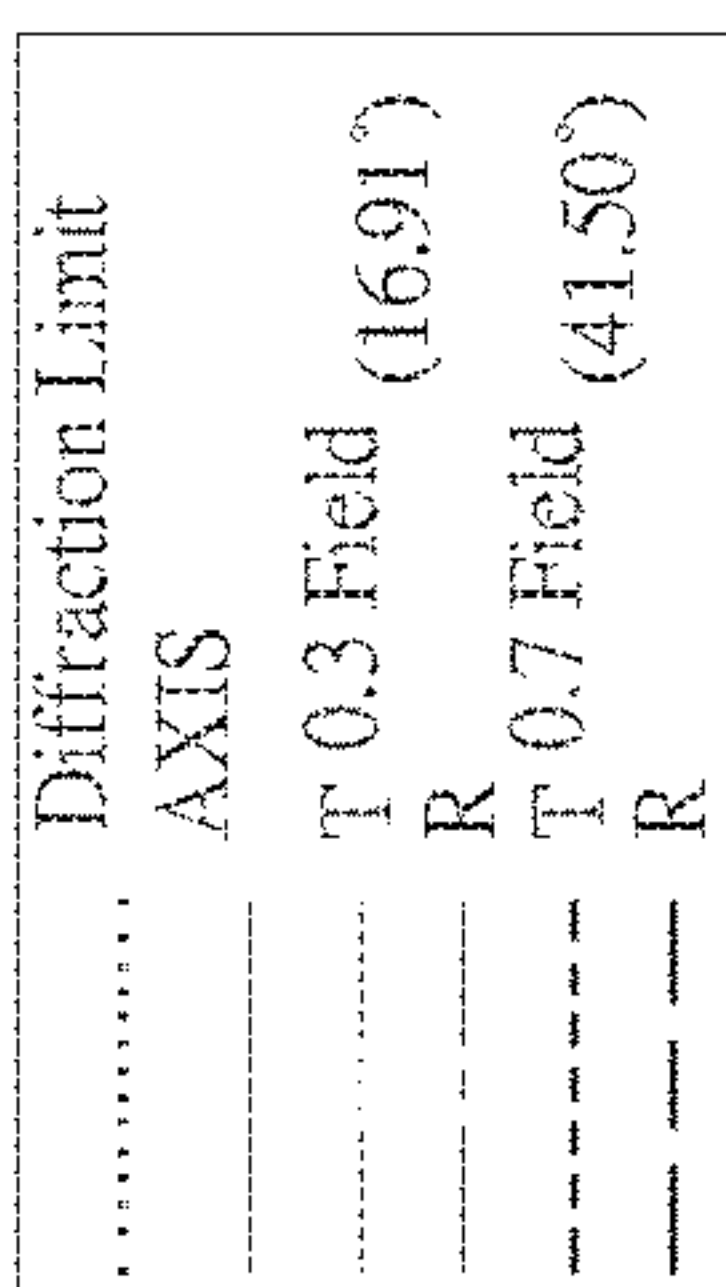 Diffraction Limit
AXIS
T 0.3 Field (16.91°)
R
T 0.7 Field (41.50°)
R